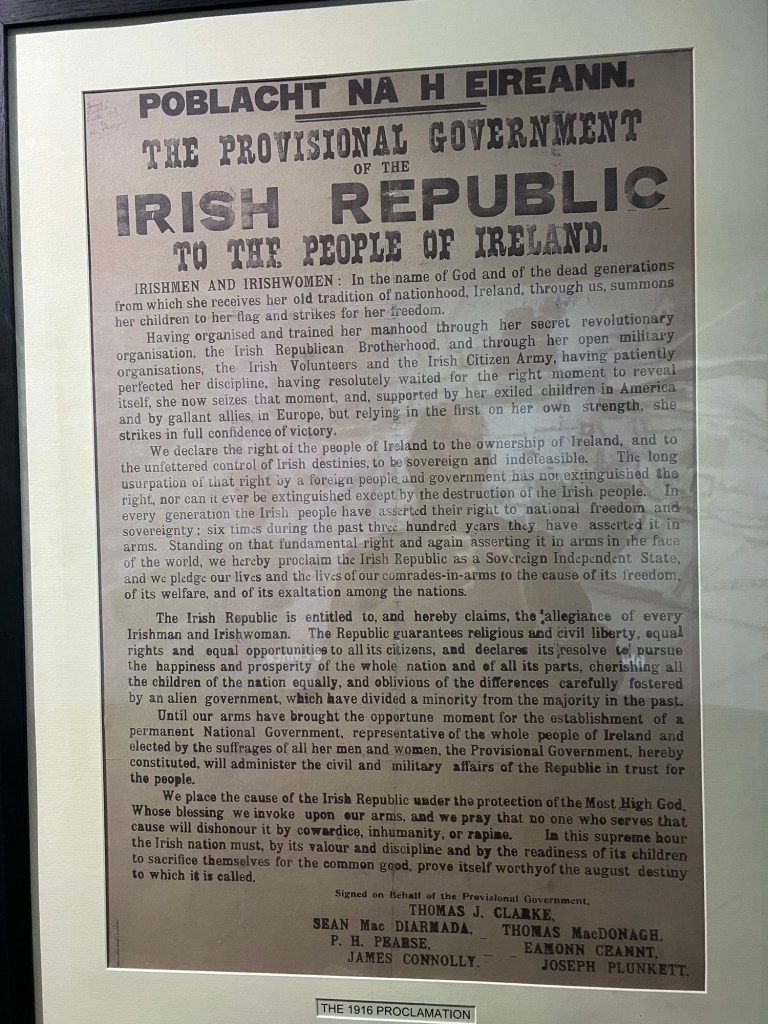 POBLACHT NA H EIREANN.
THE PROVISIONAL GOVERNMENT
OF THE
IRISH REPUBLIC
TO THE PEOPLE OF IRELAND.
IRISHMEN AND IRISHWOMEN: In the name of God and of the dead generations
from which she receives her old tradition of nationhood, Ireland, through us, summons
her children to her flag and strikes for her freedom.
Having organised and trained her manhood through her secret revolutionary
organisation, the Irish Republican Brotherhood, and through her open military
organisations, the Irish Volunteers and the Irish Citizen Army, having patiently
perfected her discipline, having resolutely waited for the right moment to reveal
itself, she now seizes that moment, and, supported by her exiled children in America
and by gallant allies in Europe, but relying in the first on her own strength, she
strikes in full confidence of victory.
We declare the right of the people of Ireland to the ownership of Ireland, and to
the unfettered control of Irish destinies, to be sovereign and indefeasible. The long
usurpation of that right by a foreign people and government has not extinguished the
right, nor can it ever be extinguished except by the destruction of the Irish people. In
every generation the Irish people have asserted their right to national freedom and
sovereignty; six times during the past three hundred years they have asserted it in
arms. Standing on that fundamental right and again asserting it in arms in the face
of the world, we hereby proclaim the Irish Republic as a Sovereign Independent State,
and we pledge our lives and the lives of our comrades-in-arms to the cause of its freedom,
of its welfare, and of its exaltation among the nations.
The Irish Republic is entitled to, and hereby claims, the allegiance of every
Irishman and Irishwoman. The Republic guarantees religious and civil liberty, equal
rights and equal opportunities to all its citizens, and declares its resolve to pursue
the happiness and prosperity of the whole nation and of all its parts, cherishing all
the children of the nation equally, and oblivious of the differences carefully fostered
by an alien government, which have divided a minority from the majority in the past.
Until our arms have brought the opportune moment for the establishment of a
permanent National Government, representative of the whole people of Ireland and
elected by the suffrages of all her men and women, the Provisional Government, hereby
constituted, will administer the civil and military affairs of the Republic in trust for
the people.
We place the cause of the Irish Republic under the protection of the Most High God,
Whose blessing we invoke upon our arms, and we pray that no one who serves that
cause will dishonour it by cowardice, inhumanity, or rapine. In this supreme hour
the Irish nation must, by its valour and discipline and by the readiness of its children
to sacrifice themselves for the common good, prove itself worthy of the august destiny
to which it is called.
Signed on Behalf of the Provisional Government,
THOMAS J. CLARKE,
SEAN Mac DIARMADA, THOMAS MacDONAGH,
P. H. PEARSE, EAMONN CEANNT,
JAMES CONNOLLY. JOSEPH PLUNKETT.
THE 1916 PROCLAMATION